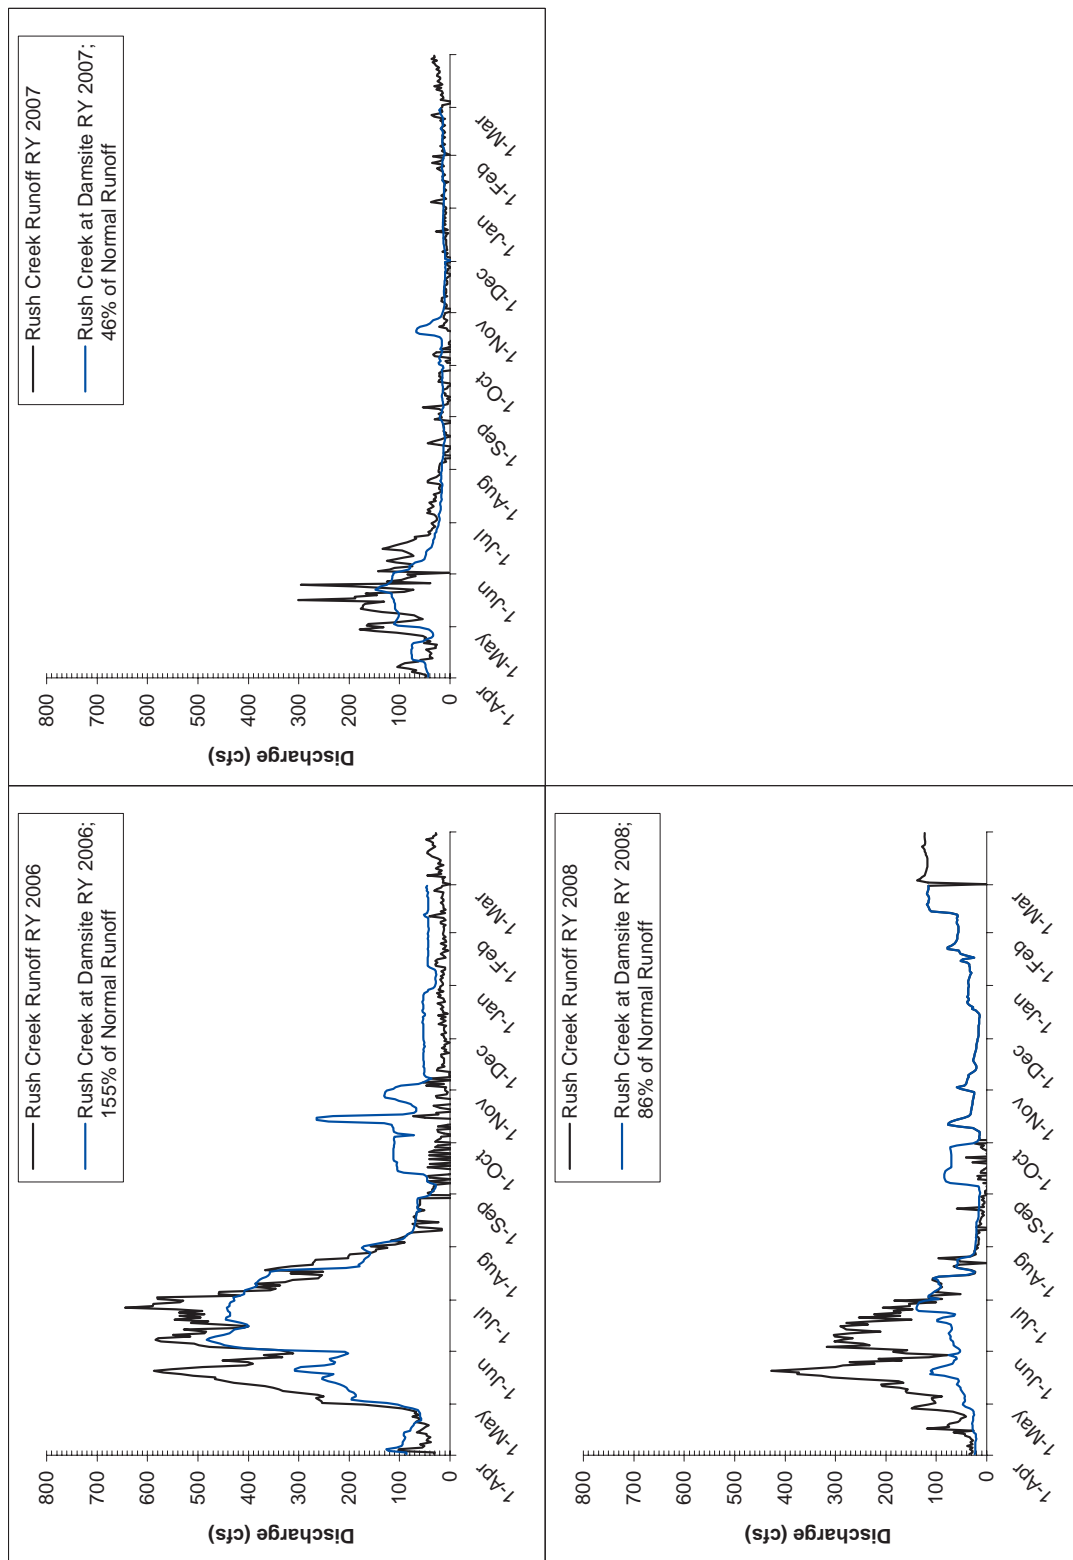 Rush Creek Runoff RY 2006
Rush Creek at Damsite RY 2006;
155% of Normal Runoff
800
700
600
500
400
300
200
100
0
Discharge (cfs)
1-Apr
1-May
1-Jun
1-Jul
1-Aug
1-Sep
1-Oct
1-Nov
1-Dec
1-Jan
1-Feb
1-Mar
Rush Creek Runoff RY 2007
Rush Creek at Damsite RY 2007;
46% of Normal Runoff
800
700
600
500
400
300
200
100
0
Discharge (cfs)
1-Apr
1-May
1-Jun
1-Jul
1-Aug
1-Sep
1-Oct
1-Nov
1-Dec
1-Jan
1-Feb
1-Mar
Rush Creek Runoff RY 2008
Rush Creek at Damsite RY 2008;
86% of Normal Runoff
800
700
600
500
400
300
200
100
0
Discharge (cfs)
1-Apr
1-May
1-Jun
1-Jul
1-Aug
1-Sep
1-Oct
1-Nov
1-Dec
1-Jan
1-Feb
1-Mar